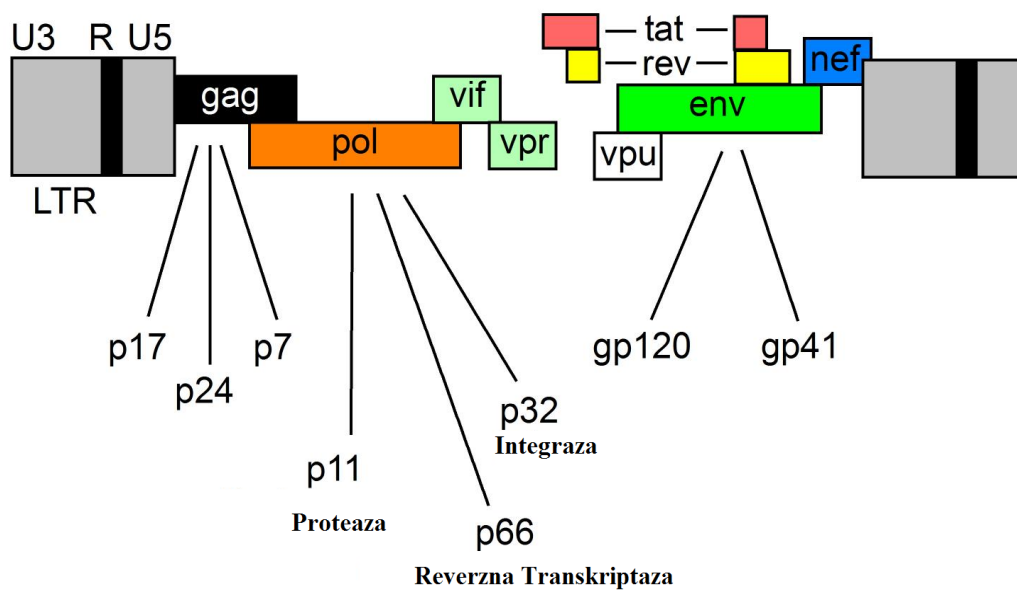 tat
U3 R U5
rev
nef
gag
vif
env
pol
vpr
vpu
LTR
p17
p7
gp120
gp41
p24
p32
Integraza
p11
Proteaza
p66
Reverzna Transkriptaza